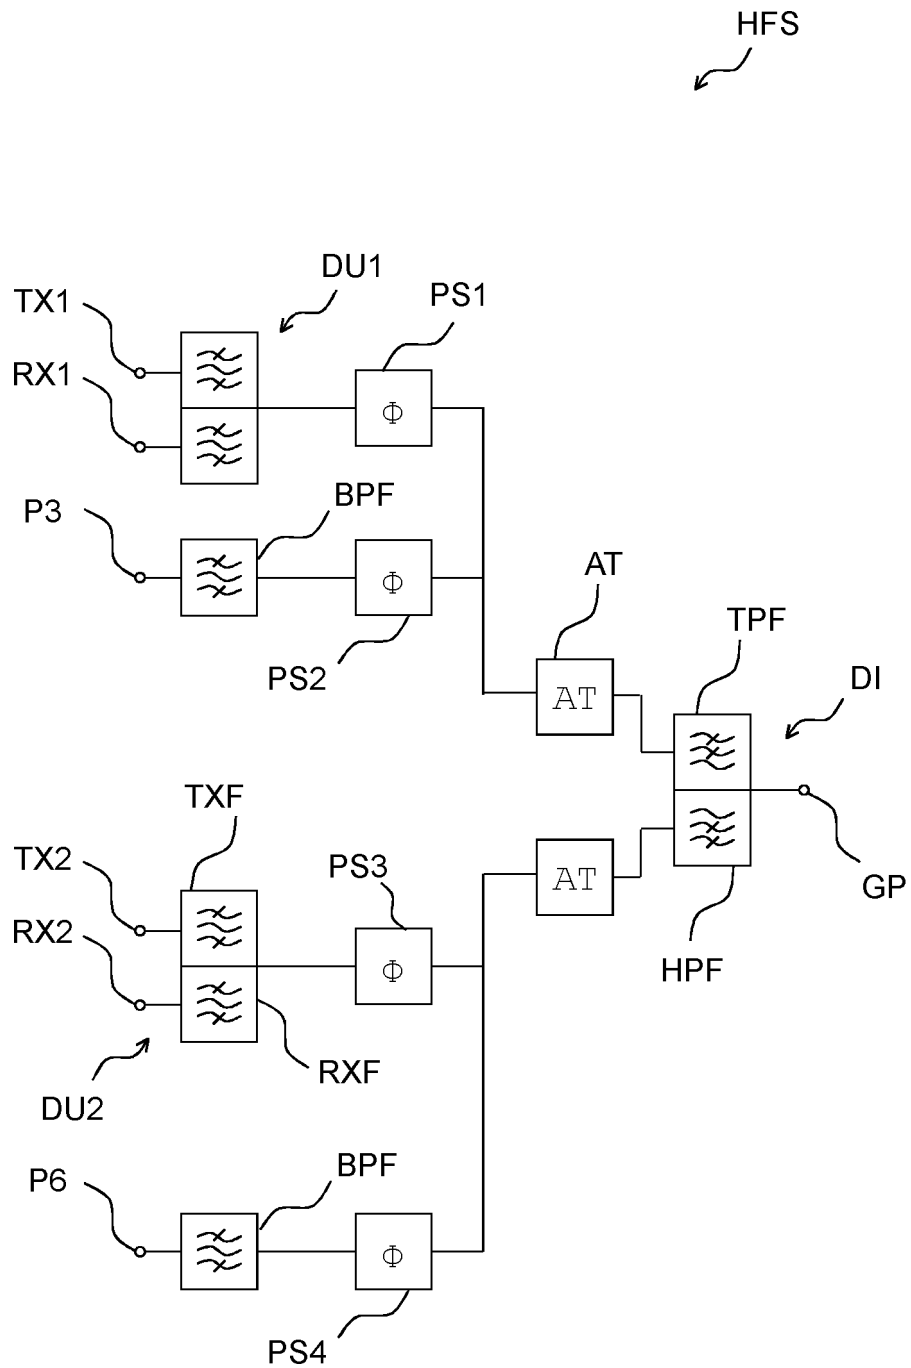 HFS
DU1
TX1
PS1
RX1
Φ
P3
BPF
Φ
AT
PS2
TPF
AT
DI
TXF
TX2
PS3
AT
GP
RX2
Φ
HPF
RXF
DU2
P6
BPF
Φ
PS4